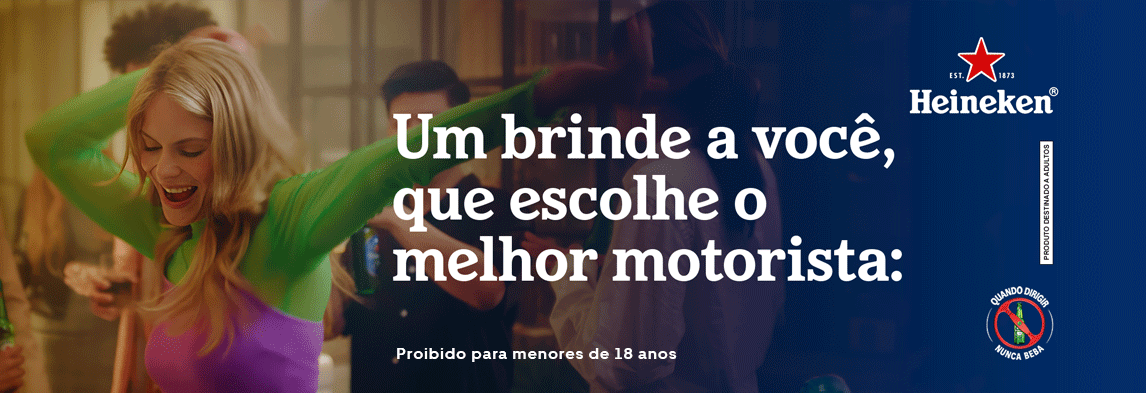 EST. 1873
Heineken®
Um brinde a você,
que escolhe o
melhor motorista:
PRODUTO DESTINADO A ADULTOS
Proibido para menores de 18 anos
QUANDO DIRIGIR
NUNCA BEBA